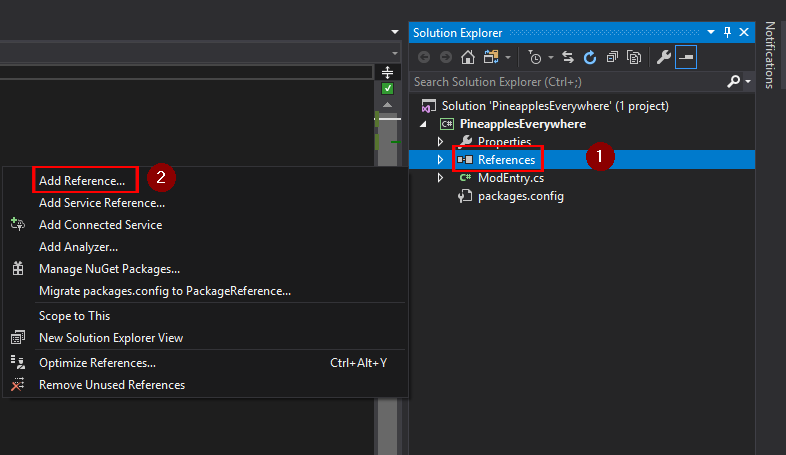 Solution Explorer
Search Solution Explorer (Ctrl+;)
Solution 'PineapplesEverywhere' (1 project)
C# PineapplesEverywhere
Properties
References
1
C# ModEntry.cs
packages.config
Notifications
Add Reference...
2
Add Service Reference...
Add Connected Service
Add Analyzer...
Manage NuGet Packages...
Migrate packages.config to PackageReference...
Scope to This
New Solution Explorer View
Optimize References... Ctrl+Alt+Y
Remove Unused References